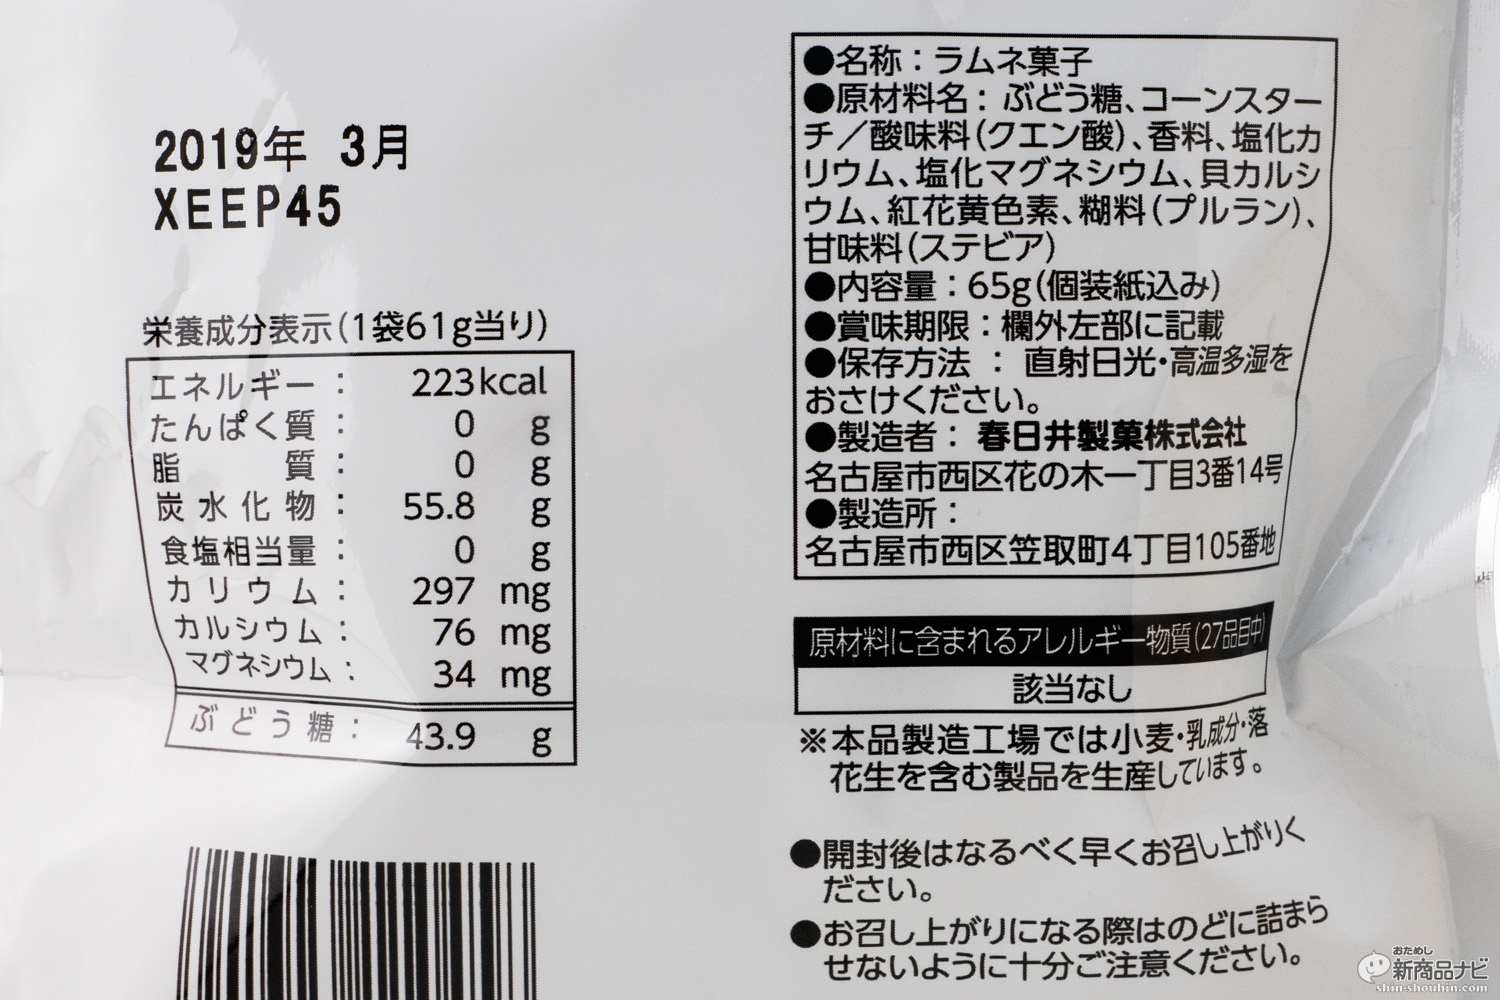 2019年 3月
XEEP45
栄養成分表示(1袋61g当り)
エネルギー: 223kcal
たんぱく質: 0 g
脂質: 0 g
炭水化物: 55.8 g
食塩相当量: 0 g
カリウム: 297 mg
カルシウム: 76 mg
マグネシウム: 34 mg
ぶどう糖: 43.9 g
●名称:ラムネ菓子
●原材料名:ぶどう糖、コーンスター
チ/酸味料(クエン酸)、香料、塩化カ
リウム、塩化マグネシウム、貝カルシ
ウム、紅花黄色素、糊料(プルラン)、
甘味料(ステビア)
●内容量:65g(個装紙込み)
●賞味期限:欄外左部に記載
●保存方法:直射日光・高温多湿を
おさけください。
●製造者:春日井製菓株式会社
名古屋市西区花の木一丁目3番14号
●製造所:
名古屋市西区笠取町4丁目105番地
原材料に含まれるアレルギー物質(27品目中)
該当なし
※本品製造工場では小麦・乳成分・落
花生を含む製品を生産しています。
●開封後はなるべく早くお召し上がりく
ださい。
●お召し上がりになる際はのどに詰まら
せないように十分ご注意ください。
おためし
新商品ナビ
shin-shouhin.com